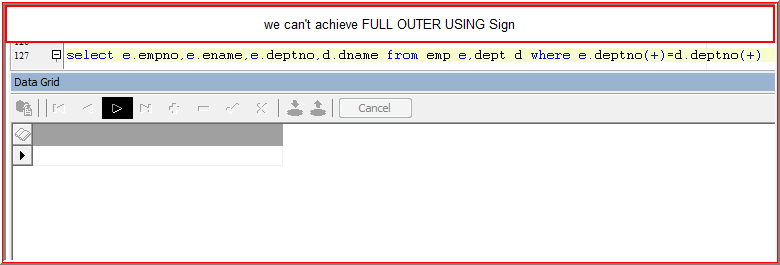 we can't achieve FULL OUTER USING Sign
127 select e.empno,e.ename,e.deptno,d.dname from emp e,dept d where e.deptno(+)=d.deptno(+)
Data Grid
Cancel